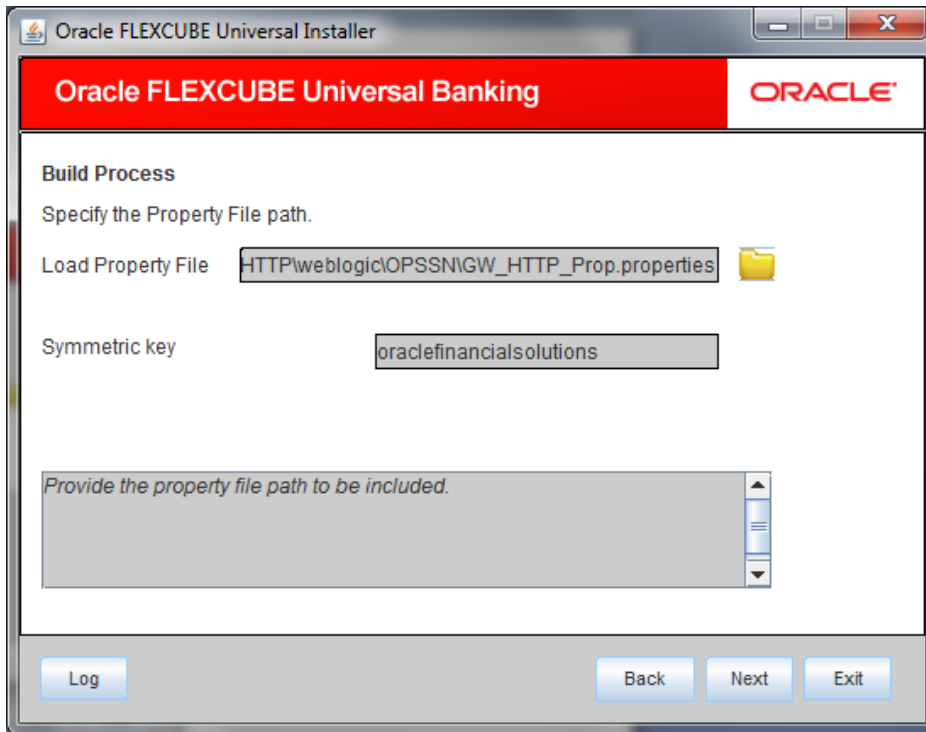 Oracle FLEXCUBE Universal Installer
Oracle FLEXCUBE Universal Banking
ORACLE
Build Process
Specify the Property File path.
Load Property File HTTP\weblogic\OPSSN\GW_HTTP_Prop.properties
Symmetric key oraclefinancialsolutions
Provide the property file path to be included.
Log Back Next Exit